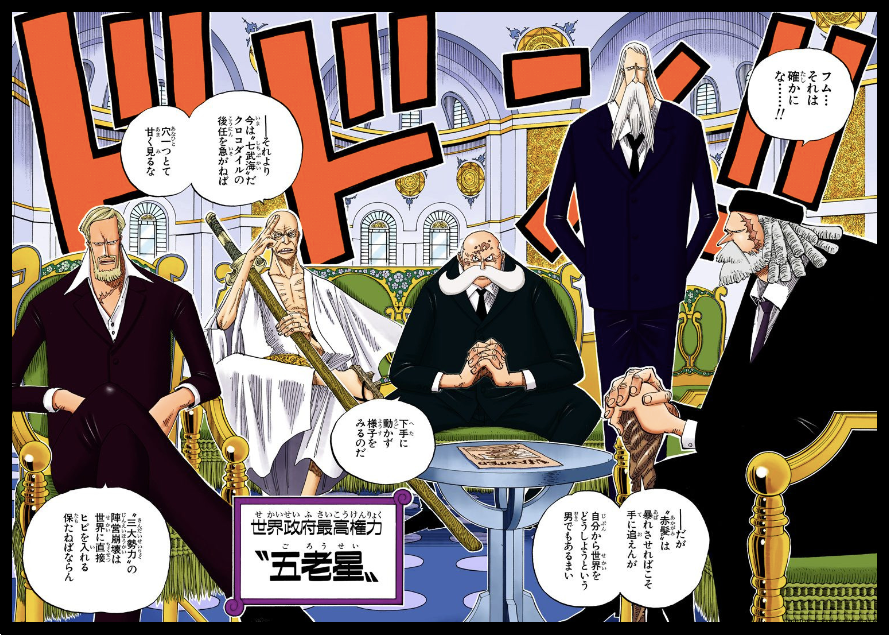 フム…
それは
確かに
な……!!
だが
"赤髪"は
暴れさせればこそ
手に追えんが
自分から世界を
どうしようという
男でもあるまい
下手に
動かず
様子を
みるのだ
──それより
今は"七武海"だ
クロコダイルの
後任を急がねば
穴一つとて
甘く見るな
"三大勢力"の
陣営崩壊は
世界に直接
ヒビを入れる
保たねばならん
世界政府最高権力
"五老星"
ドドーン!!
WANTED